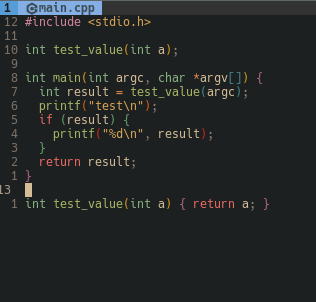 1 main.cpp
12 #include <stdio.h>
11
10 int test_value(int a);
9
8 int main(int argc, char *argv[]) {
7   int result = test_value(argc);
6   printf("test\n");
5   if (result) {
4     printf("%d\n", result);
3   }
2   return result;
1 }
13
1 int test_value(int a) { return a; }